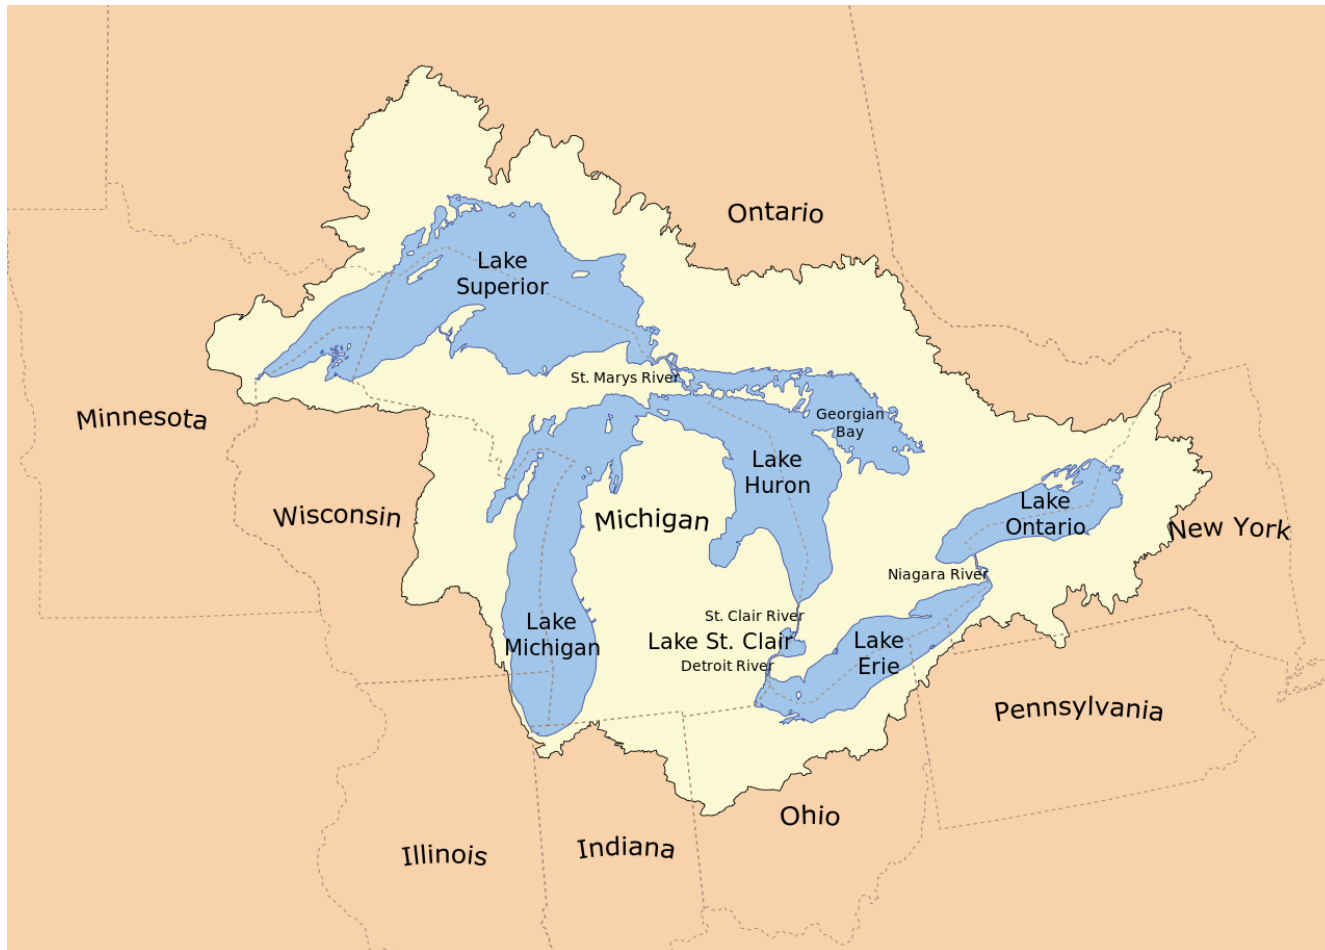 Ontario
Lake
Superior
St. Marys River
Minnesota
Georgian
Bay
Lake
Huron
Wisconsin
Michigan
Lake
Ontario
New York
Niagara River
St. Clair River
Lake
Michigan
Lake St. Clair
Lake
Erie
Detroit River
Pennsylvania
Ohio
Illinois
Indiana